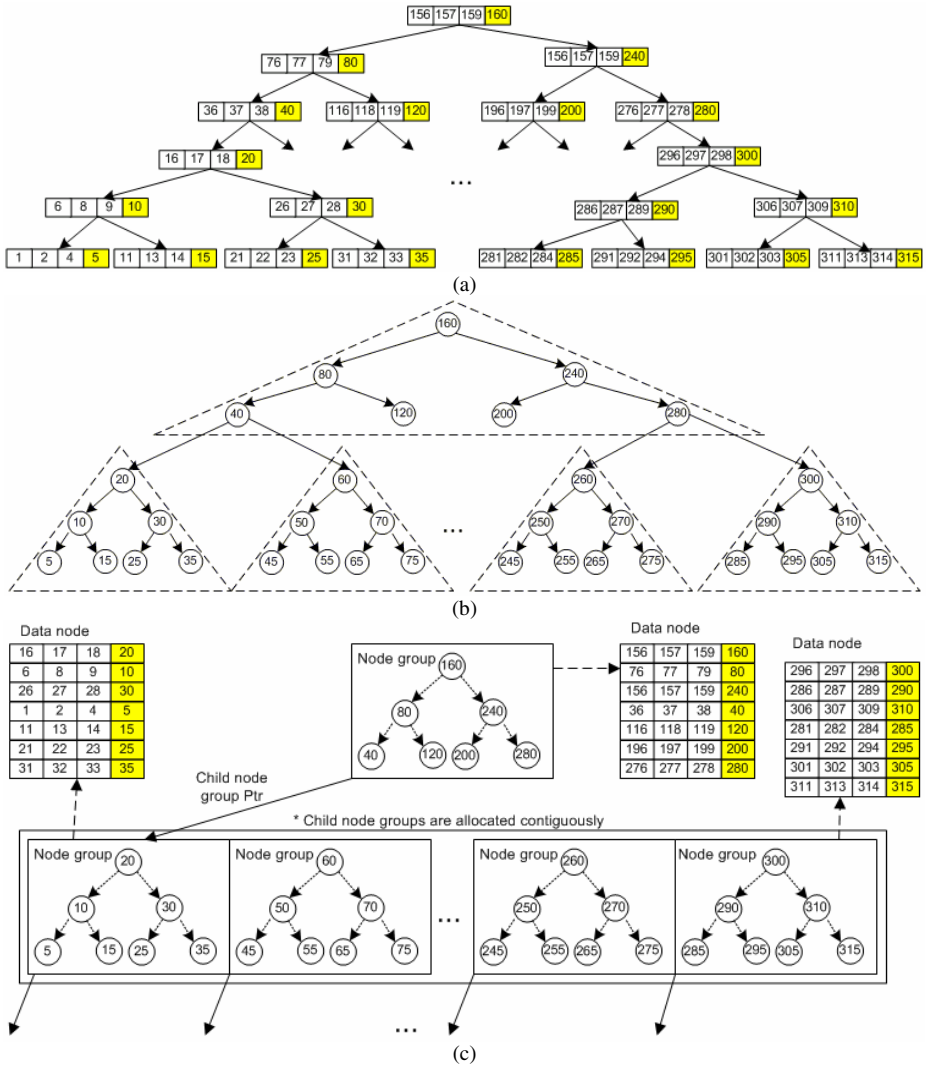 156 157 159 160
76 77 79 80
156 157 159 240
36 37 38 40
116 118 119 120
196 197 199 200
276 277 278 280
16 17 18 20
...
296 297 298 300
6 8 9 10
26 27 28 30
286 287 289 290
306 307 309 310
1 2 4 5
11 13 14 15
21 22 23 25
31 32 33 35
281 282 284 285
291 292 294 295
301 302 303 305
311 313 314 315
(a)
160
80 240
40 120 200 280
20 60 260 300
10 30 50 70 ... 250 270 290 310
5 15 25 35 45 55 65 75 245 255 265 275 285 295 305 315
(b)
Data node
16 17 18 20
6 8 9 10
26 27 28 30
1 2 4 5
11 13 14 15
21 22 23 25
31 32 33 35
Node group
160
80 240
40 120 200 280
Data node
156 157 159 160
76 77 79 80
156 157 159 240
36 37 38 40
116 118 119 120
196 197 199 200
276 277 278 280
Data node
296 297 298 300
286 287 289 290
306 307 309 310
281 282 284 285
291 292 294 295
301 302 303 305
311 313 314 315
Child node
group Ptr
* Child node groups are allocated contiguously
Node group
20
10 30
5 15 25 35
Node group
60
50 70
45 55 65 75
...
Node group
260
250 270
245 255 265 275
Node group
300
290 310
285 295 305 315
...
(c)